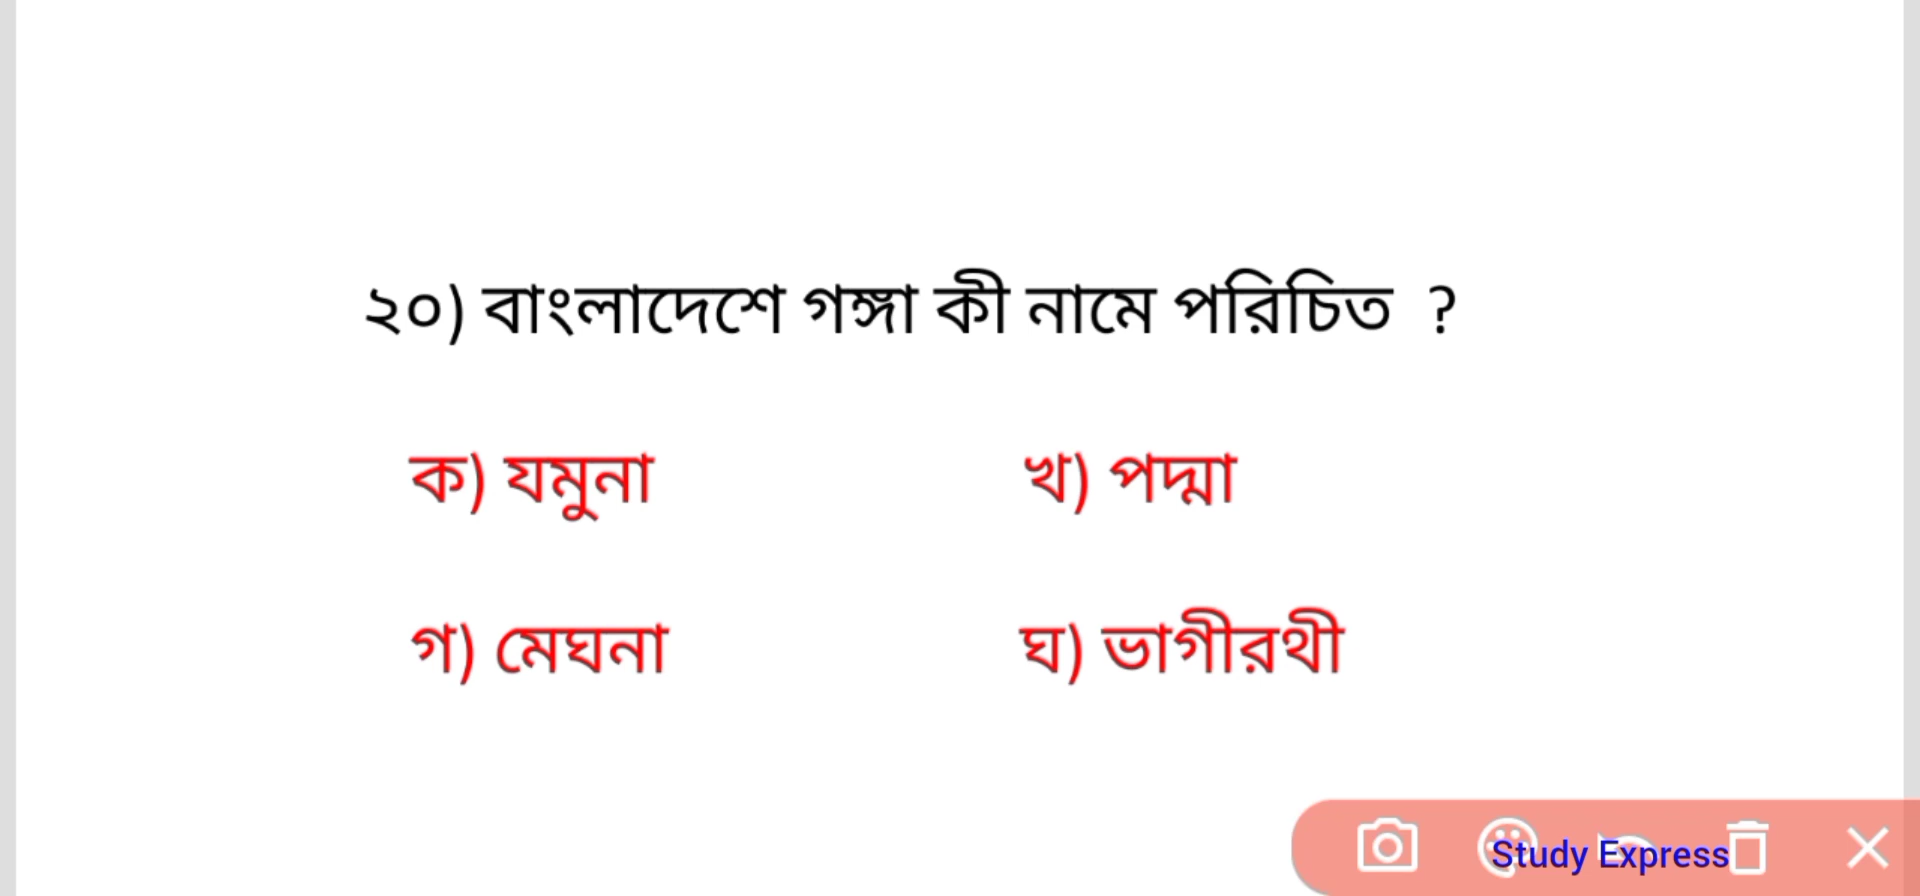 ২০) বাংলাদেশে গঙ্গা কী নামে পরিচিত ?
ক) যমুনা খ) পদ্মা
গ) মেঘনা ঘ) ভাগীরথী
Study Express